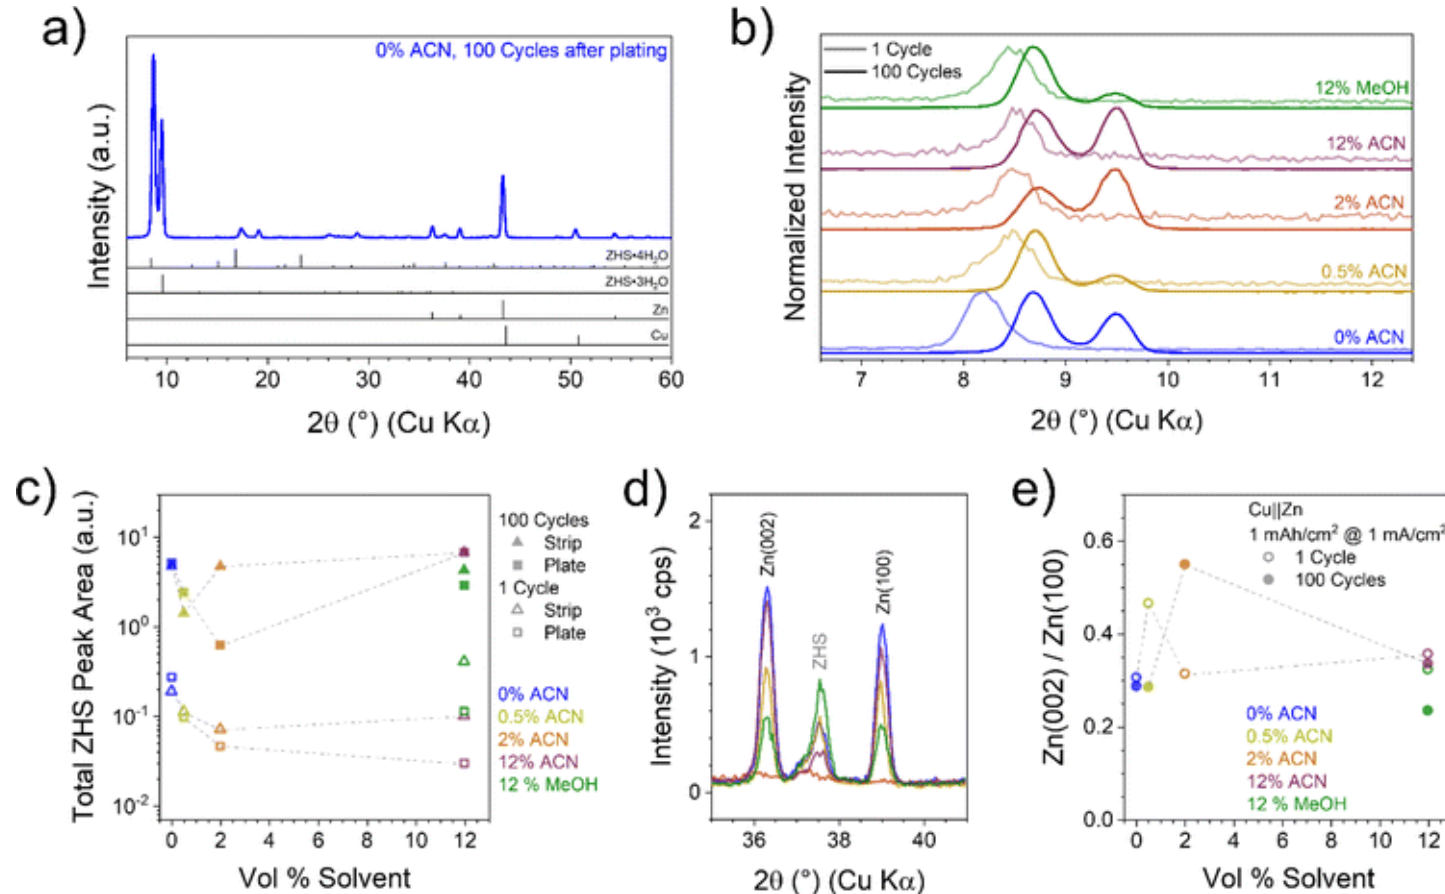 a)
0% ACN, 100 Cycles after plating
Intensity (a.u.)
ZHS•4H₂O
ZHS•3H₂O
Zn
Cu
10 20 30 40 50 60
2θ (°) (Cu Kα)
b)
1 Cycle
100 Cycles
Normalized Intensity
12% MeOH
12% ACN
2% ACN
0.5% ACN
0% ACN
7 8 9 10 11 12
2θ (°) (Cu Kα)
c)
Total ZHS Peak Area (a.u.)
10¹
10⁰
10⁻¹
10⁻²
0 2 4 6 8 10 12
Vol % Solvent
100 Cycles
Strip
Plate
1 Cycle
Strip
Plate
0% ACN
0.5% ACN
2% ACN
12% ACN
12 % MeOH
d)
Intensity (10³ cps)
2
1
0
Zn(002)
ZHS
Zn(100)
36 38 40
2θ (°) (Cu Kα)
e)
Zn(002) / Zn(100)
0.6
0.4
0.2
0.0
Cu||Zn
1 mAh/cm² @ 1 mA/cm²
1 Cycle
100 Cycles
0% ACN
0.5% ACN
2% ACN
12% ACN
12 % MeOH
0 2 4 6 8 10 12
Vol % Solvent